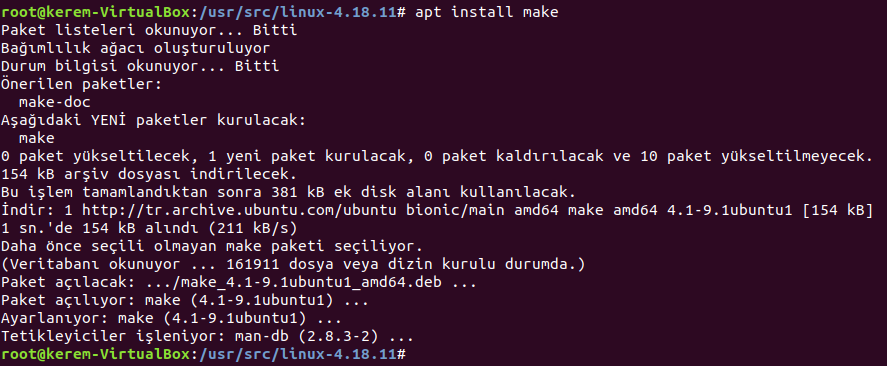 root@kerem-VirtualBox:/usr/src/linux-4.18.11# apt install make
Paket listeleri okunuyor... Bitti
Bağımlılık ağacı oluşturuluyor
Durum bilgisi okunuyor... Bitti
Önerilen paketler:
  make-doc
Aşağıdaki YENİ paketler kurulacak:
  make
0 paket yükseltilecek, 1 yeni paket kurulacak, 0 paket kaldırılacak ve 10 paket yükseltilmeyecek.
154 kB arşiv dosyası indirilecek.
Bu işlem tamamlandıktan sonra 381 kB ek disk alanı kullanılacak.
İndir: 1 http://tr.archive.ubuntu.com/ubuntu bionic/main amd64 make amd64 4.1-9.1ubuntu1 [154 kB]
1 sn.'de 154 kB alındı (211 kB/s)
Daha önce seçili olmayan make paketi seçiliyor.
(Veritabanı okunuyor ... 161911 dosya veya dizin kurulu durumda.)
Paket açılacak: .../make_4.1-9.1ubuntu1_amd64.deb ...
Paket açılıyor: make (4.1-9.1ubuntu1) ...
Ayarlanıyor: make (4.1-9.1ubuntu1) ...
Tetikleyiciler işleniyor: man-db (2.8.3-2) ...
root@kerem-VirtualBox:/usr/src/linux-4.18.11#